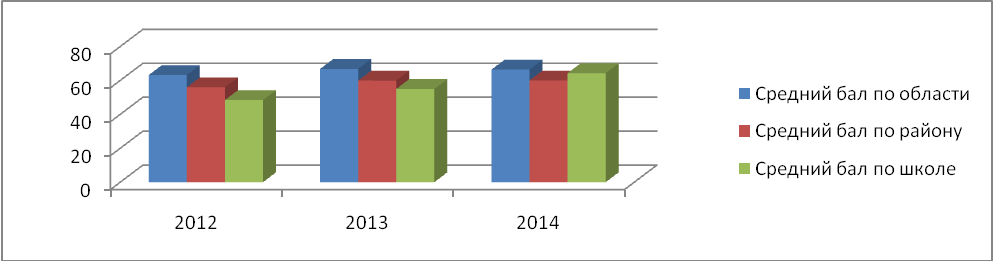 80
60
40
20
0
2012 2013 2014
Средний бал по области
Средний бал по району
Средний бал по школе